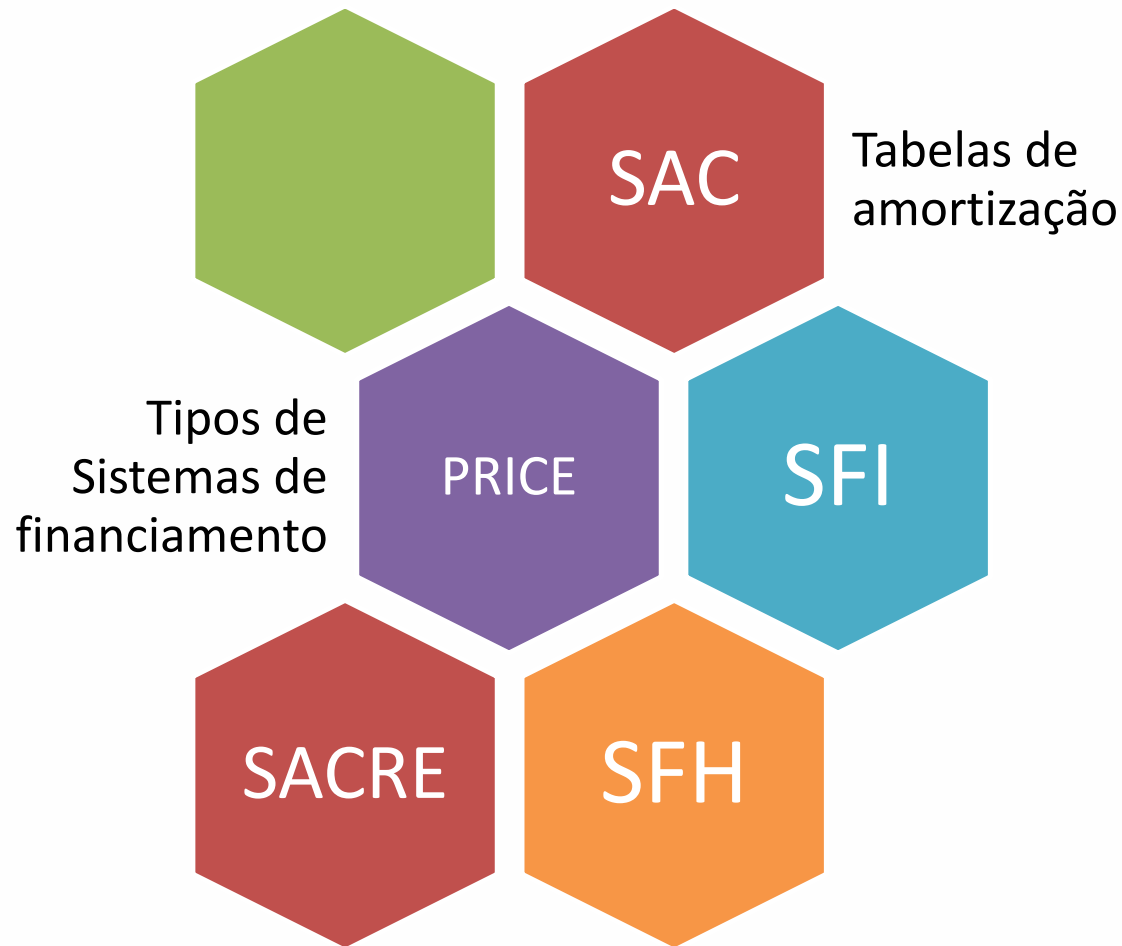 SAC
Tabelas de
amortização
Tipos de
Sistemas de
financiamento
PRICE
SFI
SACRE
SFH